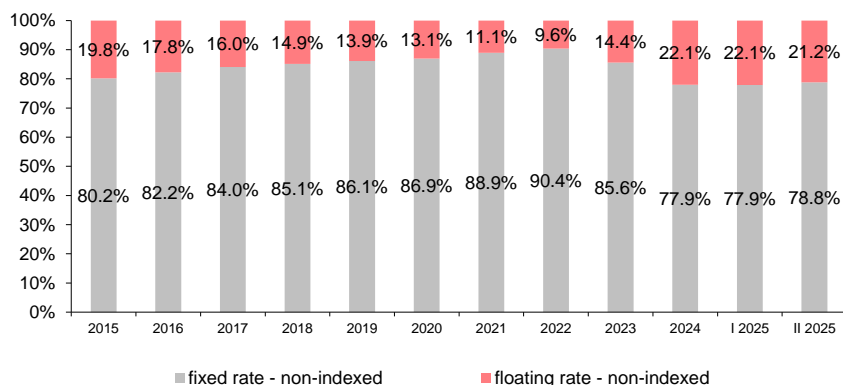 100%
90%
80%
70%
60%
50%
40%
30%
20%
10%
0%
19.8% 17.8% 16.0% 14.9% 13.9% 13.1% 11.1% 9.6% 14.4% 22.1% 22.1% 21.2%
80.2% 82.2% 84.0% 85.1% 86.1% 86.9% 88.9% 90.4% 85.6% 77.9% 77.9% 78.8%
2015 2016 2017 2018 2019 2020 2021 2022 2023 2024 I 2025 II 2025
fixed rate - non-indexed floating rate - non-indexed